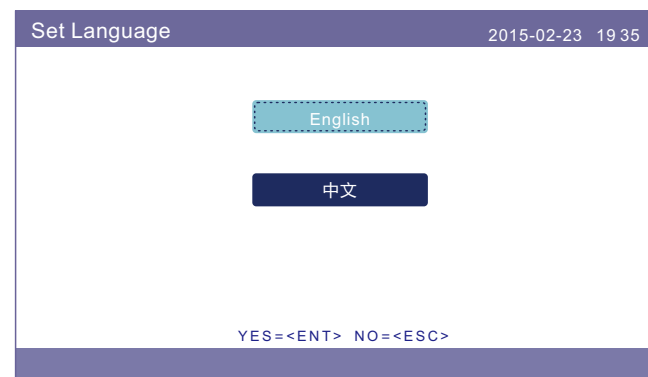 Set Language 2015-02-23 19 35
English
中文
YES=<ENT> NO=<ESC>